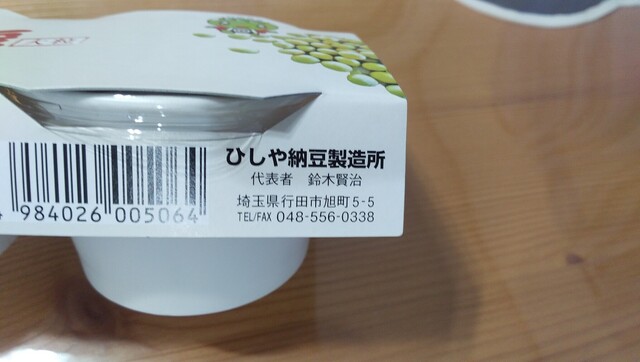 ひしや納豆製造所
代表者 鈴木賢治
埼玉県行田市旭町5-5
TEL/FAX 048-556-0338
984026 005064